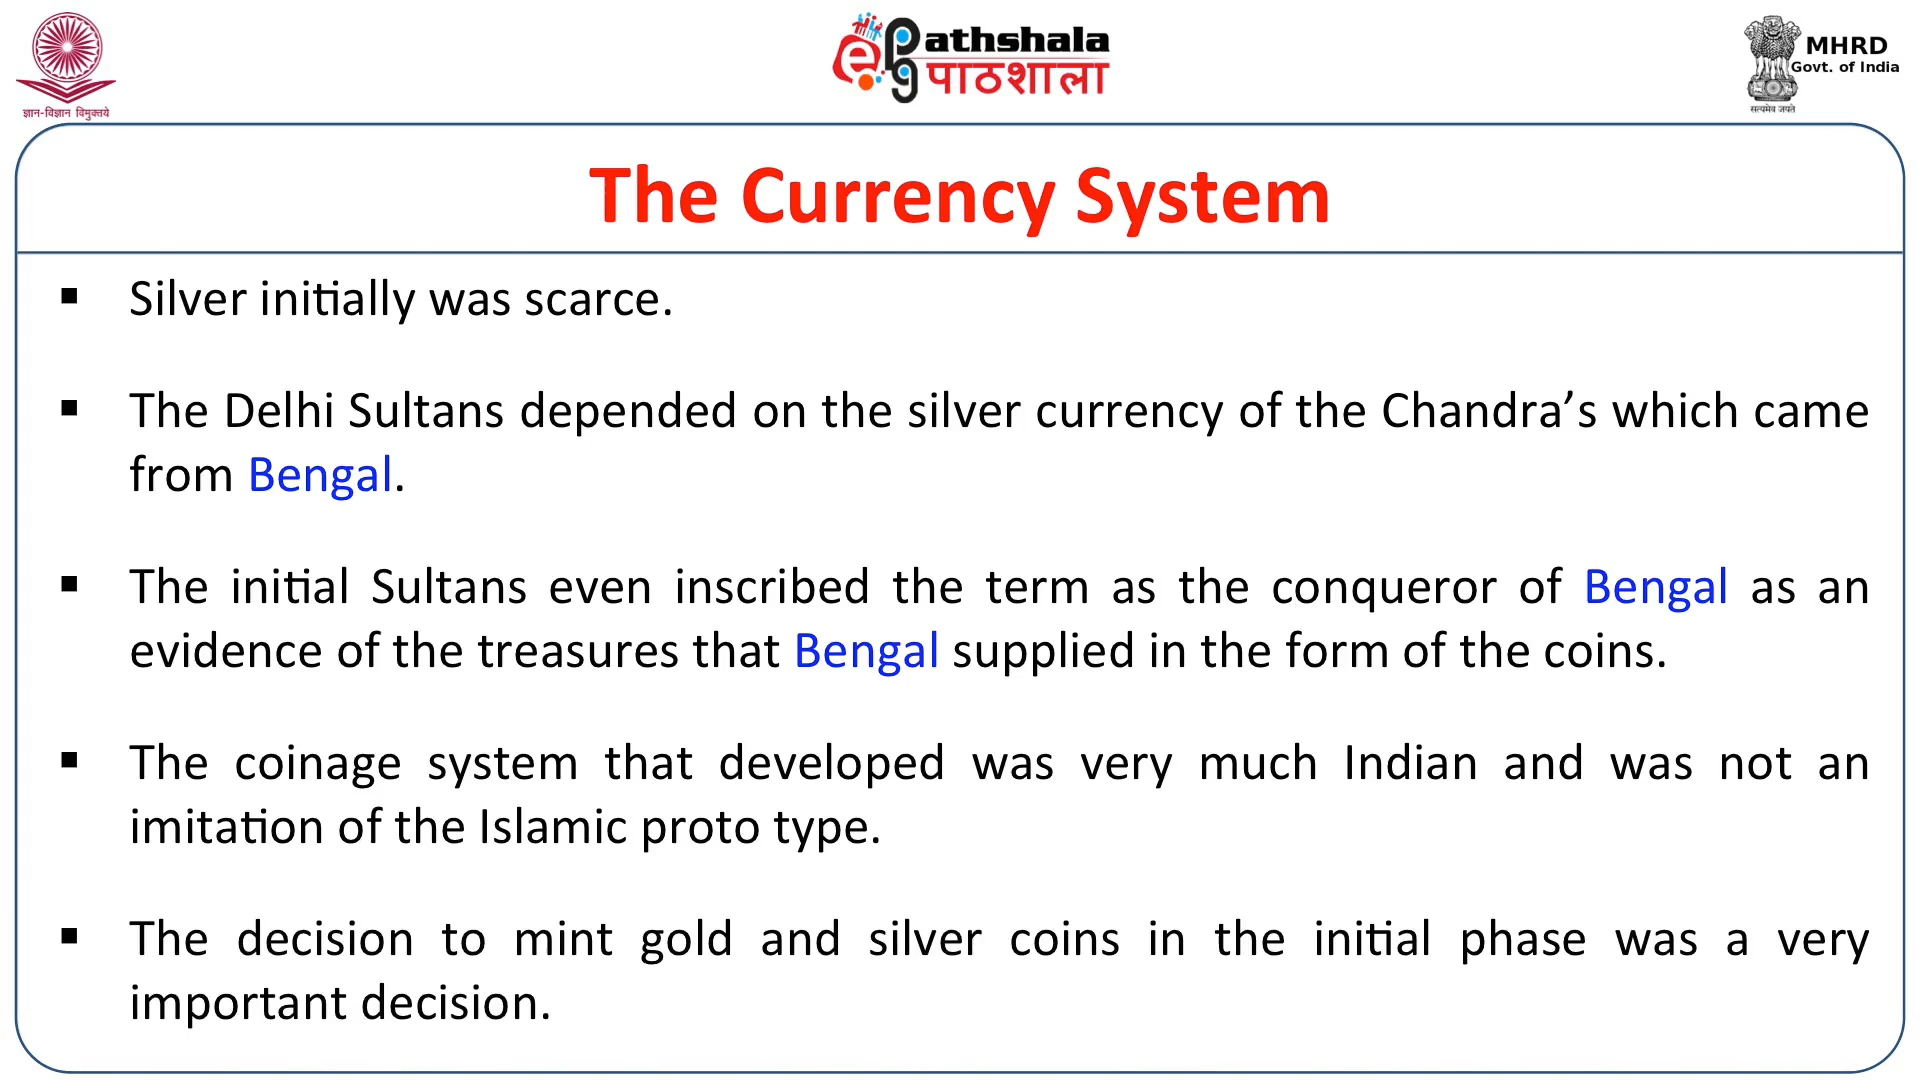 ज्ञान-विज्ञान विमुक्तये
e pg Pathshala
पाठशाला
MHRD
Govt. of India
सत्यमेव जयते
The Currency System
▪ Silver initially was scarce.
▪ The Delhi Sultans depended on the silver currency of the Chandra’s which came
from Bengal.
▪ The initial Sultans even inscribed the term as the conqueror of Bengal as an
evidence of the treasures that Bengal supplied in the form of the coins.
▪ The coinage system that developed was very much Indian and was not an
imitation of the Islamic proto type.
▪ The decision to mint gold and silver coins in the initial phase was a very
important decision.